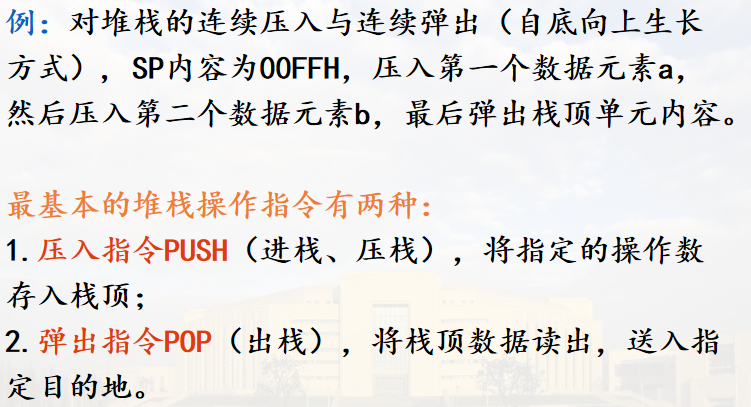 例：对堆栈的连续压入与连续弹出（自底向上生长
方式），SP内容为00FFH，压入第一个数据元素a，
然后压入第二个数据元素b，最后弹出栈顶单元内容。
最基本的堆栈操作指令有两种：
1.压入指令PUSH（进栈、压栈），将指定的操作数
存入栈顶；
2.弹出指令POP（出栈），将栈顶数据读出，送入指
定目的地。